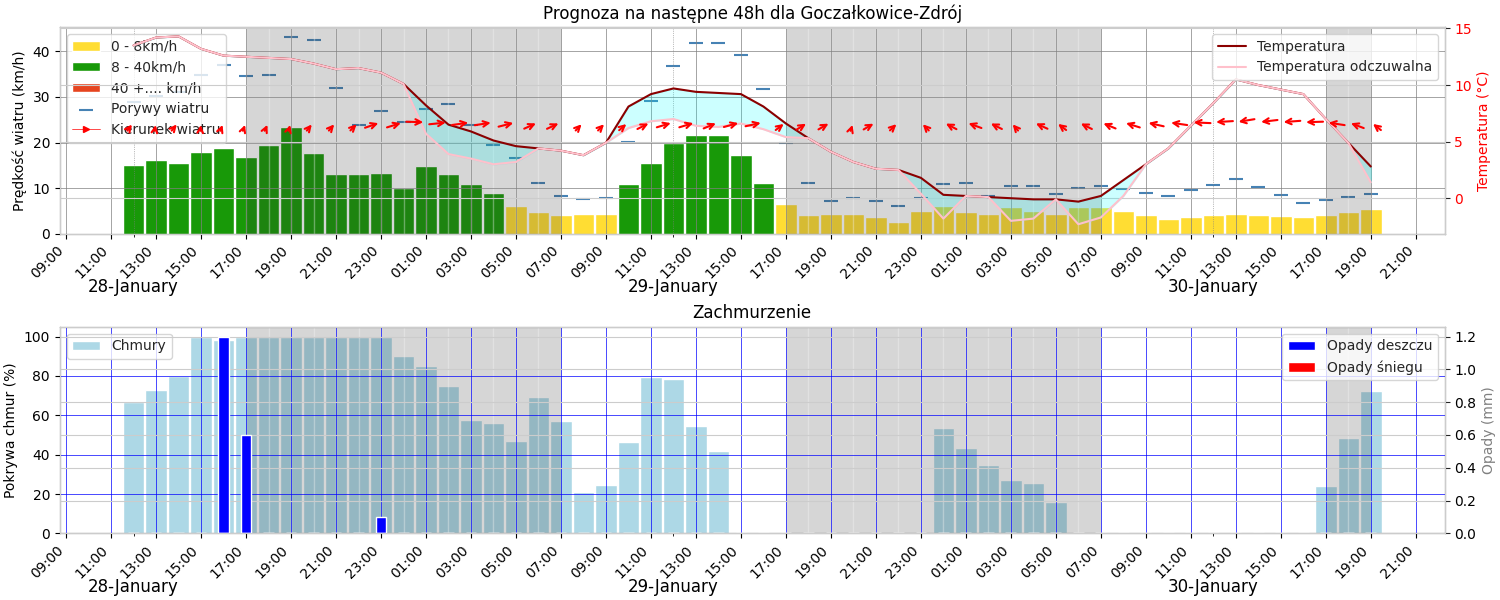 Prognoza na następne 48h dla Goczałkowice-Zdrój
Prędkość wiatru (km/h)
40
30
20
10
0
0 - 8km/h
8 - 40km/h
40 +.... km/h
Porywy wiatru
Kierunek wiatru
Temperatura
Temperatura odczuwalna
15
10
5
0
Temperatura (°C)
09:00 11:00 13:00 15:00 17:00 19:00 21:00 23:00 01:00 03:00 05:00 07:00 09:00 11:00 13:00 15:00 17:00 19:00 21:00 23:00 01:00 03:00 05:00 07:00 09:00 11:00 13:00 15:00 17:00 19:00 21:00
28-January 29-January 30-January
Zachmurzenie
Pokrywa chmur (%)
100
80
60
40
20
0
Chmury
Opady deszczu
Opady śniegu
1.2
1.0
0.8
0.6
0.4
0.2
0.0
Opady (mm)
09:00 11:00 13:00 15:00 17:00 19:00 21:00 23:00 01:00 03:00 05:00 07:00 09:00 11:00 13:00 15:00 17:00 19:00 21:00 23:00 01:00 03:00 05:00 07:00 09:00 11:00 13:00 15:00 17:00 19:00 21:00
28-January 29-January 30-January